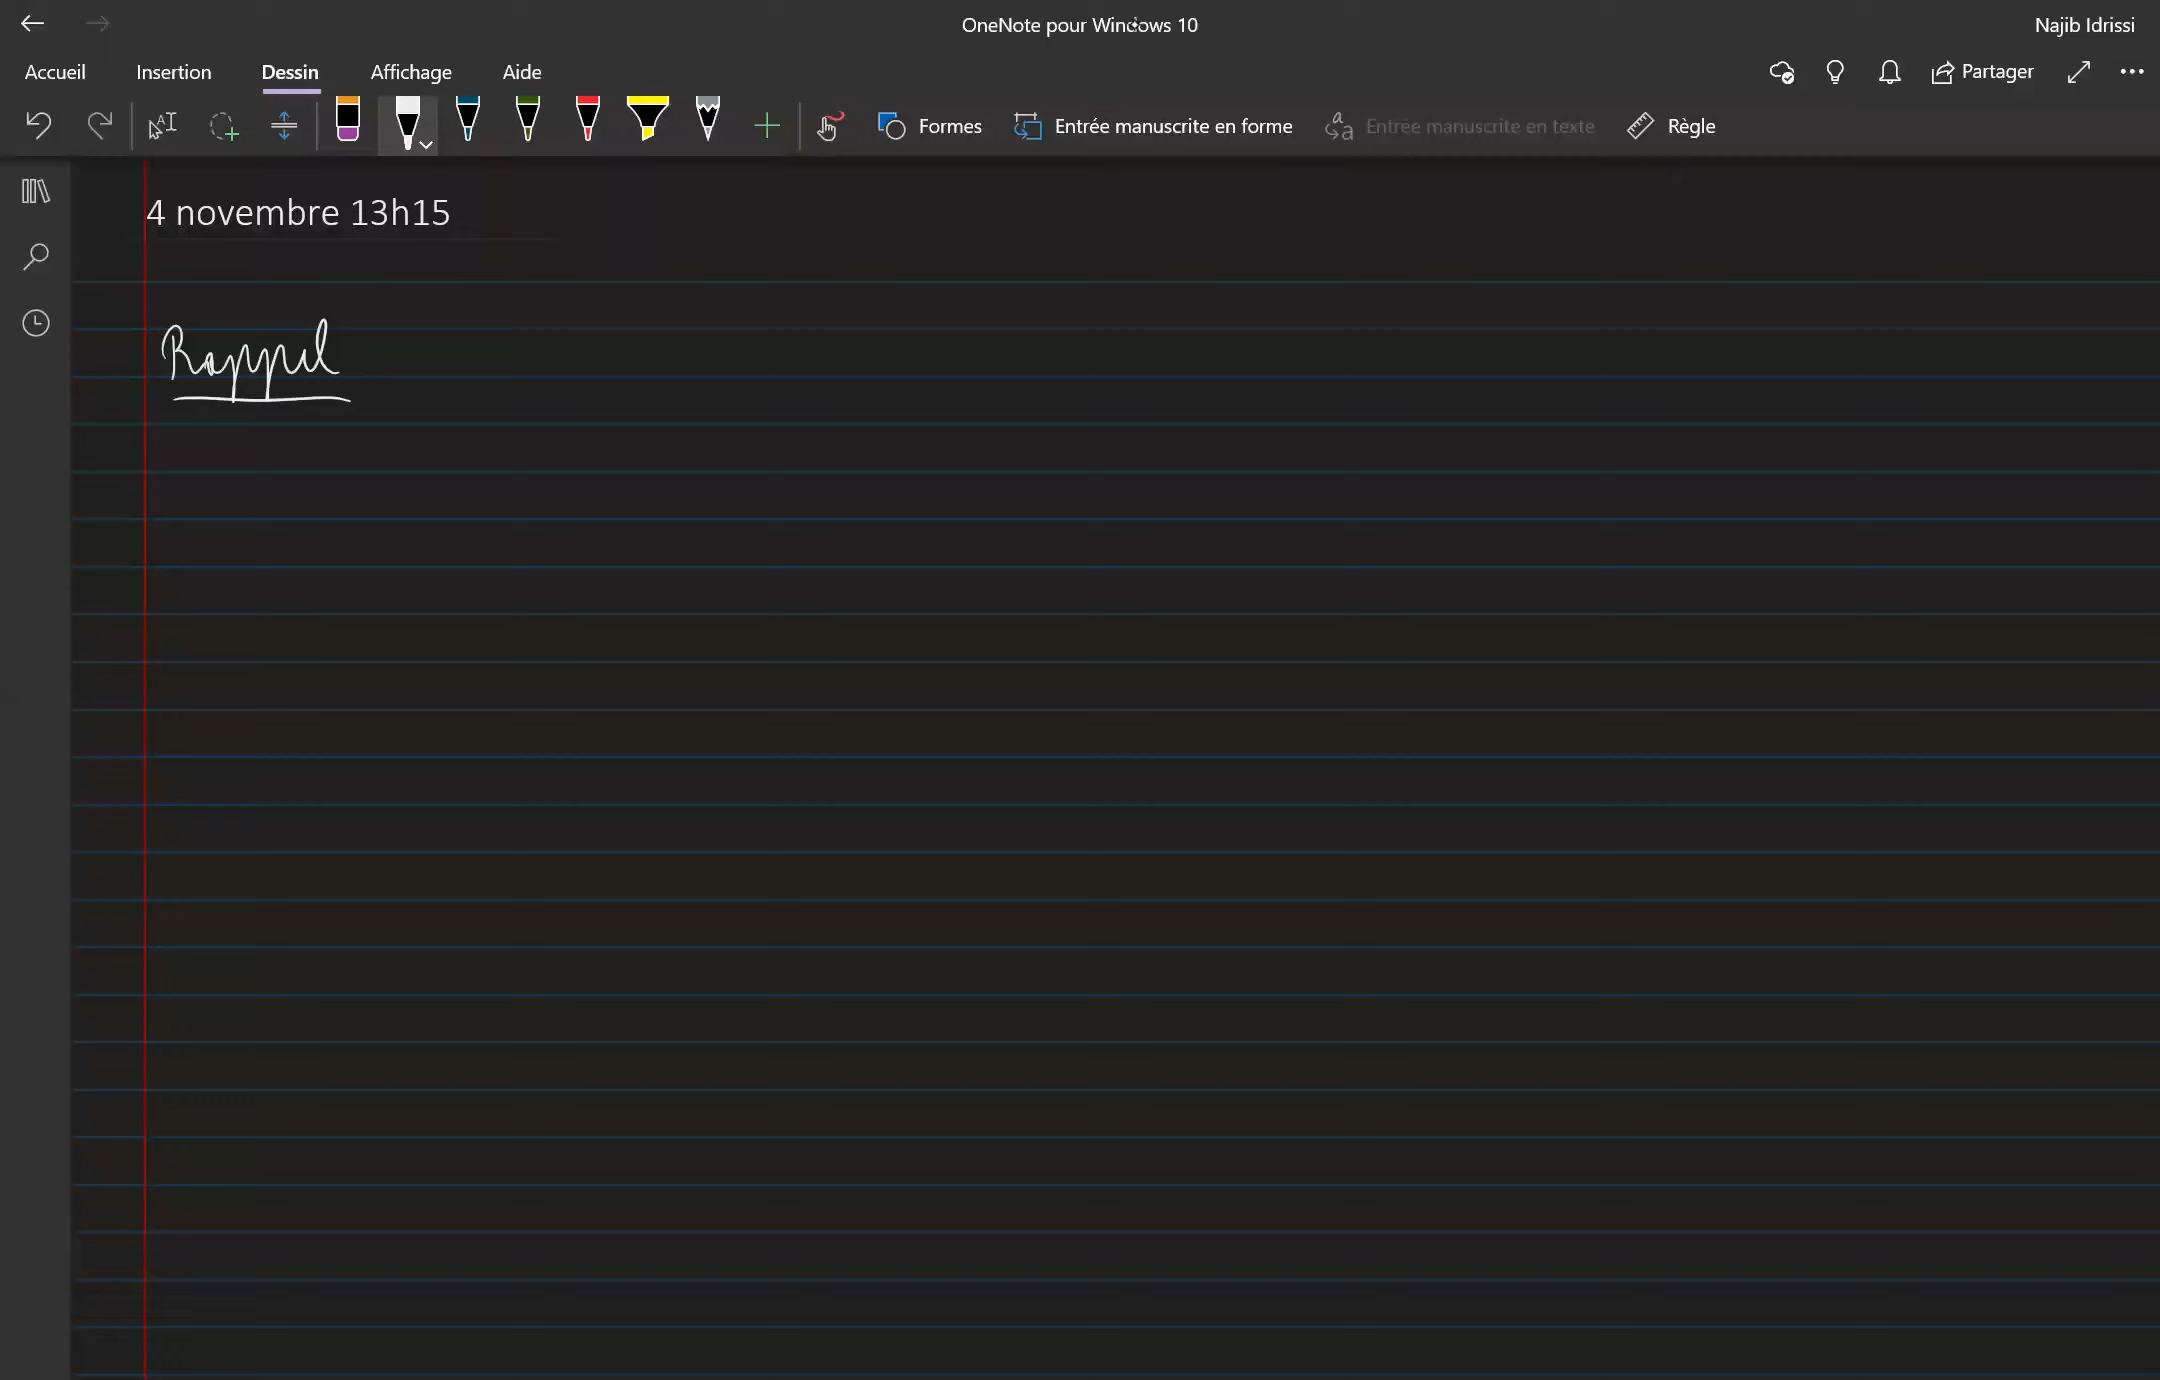 OneNote pour Windows 10
Najib Idrissi
Accueil Insertion Dessin Affichage Aide
Partager
Formes Entrée manuscrite en forme Entrée manuscrite en texte Règle
4 novembre 13h15
Rappel